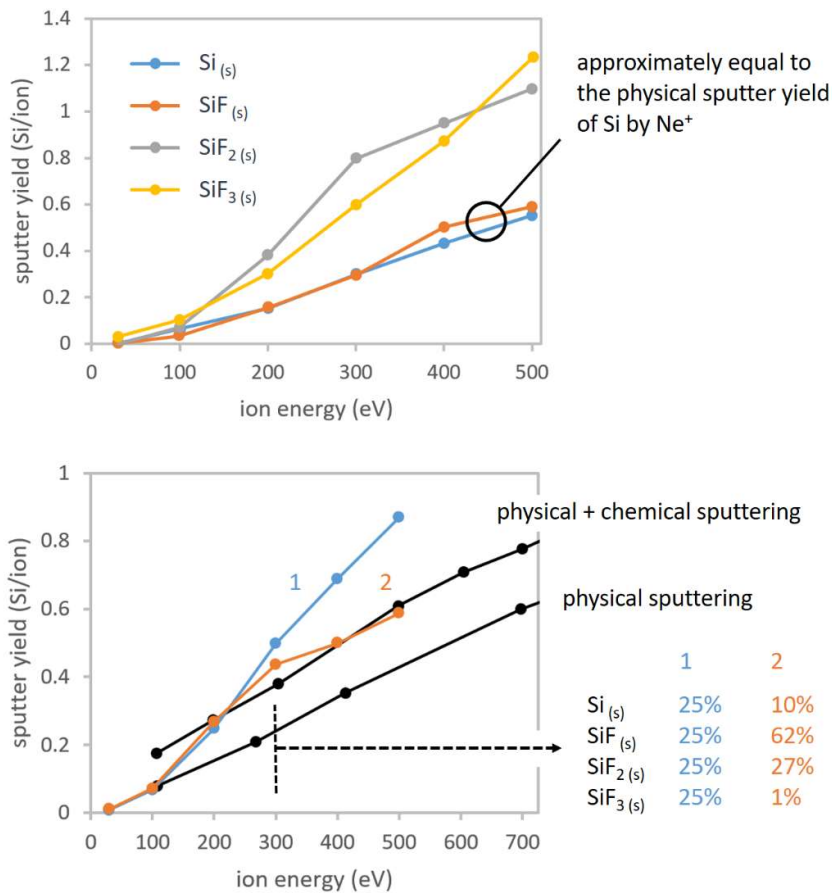 1.4
1.2
1
0.8
0.6
0.4
0.2
0
sputter yield (Si/ion)
Si (s)
SiF (s)
SiF2 (s)
SiF3 (s)
0 100 200 300 400 500
ion energy (eV)
approximately equal to
the physical sputter yield
of Si by Ne+
1
0.8
0.6
0.4
0.2
0
sputter yield (Si/ion)
1 2
0 100 200 300 400 500 600 700
ion energy (eV)
physical + chemical sputtering
physical sputtering
1 2
Si (s) 25% 10%
SiF (s) 25% 62%
SiF2 (s) 25% 27%
SiF3 (s) 25% 1%